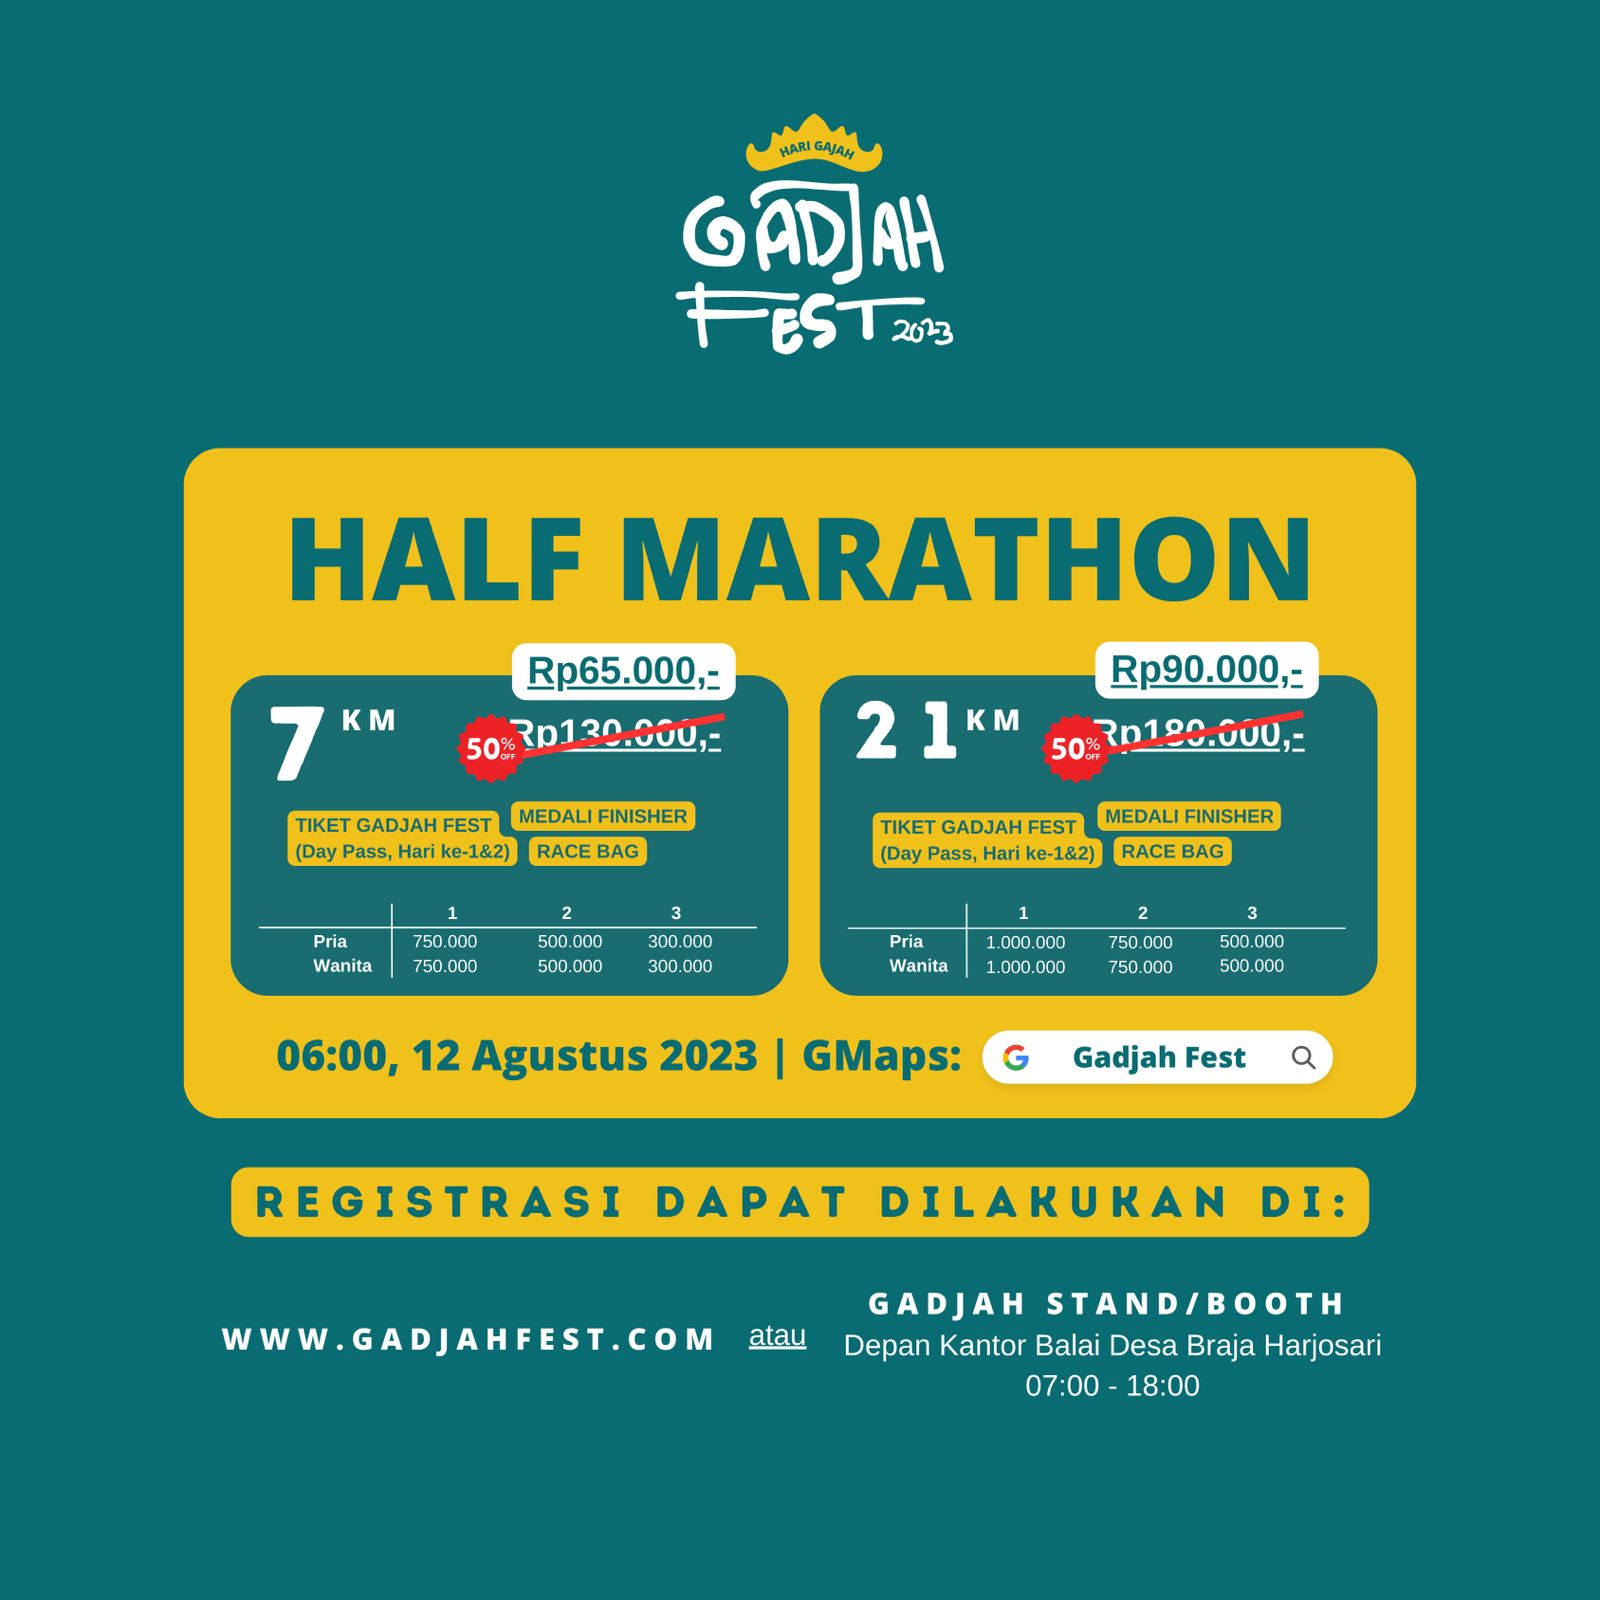 HARI GAJAH
GADJAH
FEST 2023
HALF MARATHON
Rp65.000,-
7 KM
50% OFF
Rp130.000,-
TIKET GADJAH FEST
(Day Pass, Hari ke-1&2)
MEDALI FINISHER
RACE BAG
1 2 3
Pria 750.000 500.000 300.000
Wanita 750.000 500.000 300.000
Rp90.000,-
21 KM
50% OFF
Rp180.000,-
TIKET GADJAH FEST
(Day Pass, Hari ke-1&2)
MEDALI FINISHER
RACE BAG
1 2 3
Pria 1.000.000 750.000 500.000
Wanita 1.000.000 750.000 500.000
06:00, 12 Agustus 2023 | GMaps: Gadjah Fest
REGISTRASI DAPAT DILAKUKAN DI:
WWW.GADJAHFEST.COM
atau
GADJAH STAND/BOOTH
Depan Kantor Balai Desa Braja Harjosari
07:00 - 18:00